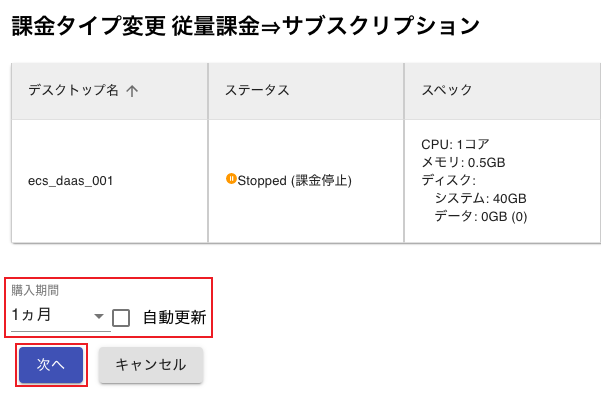 課金タイプ変更 従量課金⇒サブスクリプション
デスクトップ名 ↑ ステータス スペック
ecs_daas_001 Stopped (課金停止)
CPU: 1コア
メモリ: 0.5GB
ディスク:
システム: 40GB
データ: 0GB (0)
購入期間
1ヵ月 自動更新
次へ キャンセル